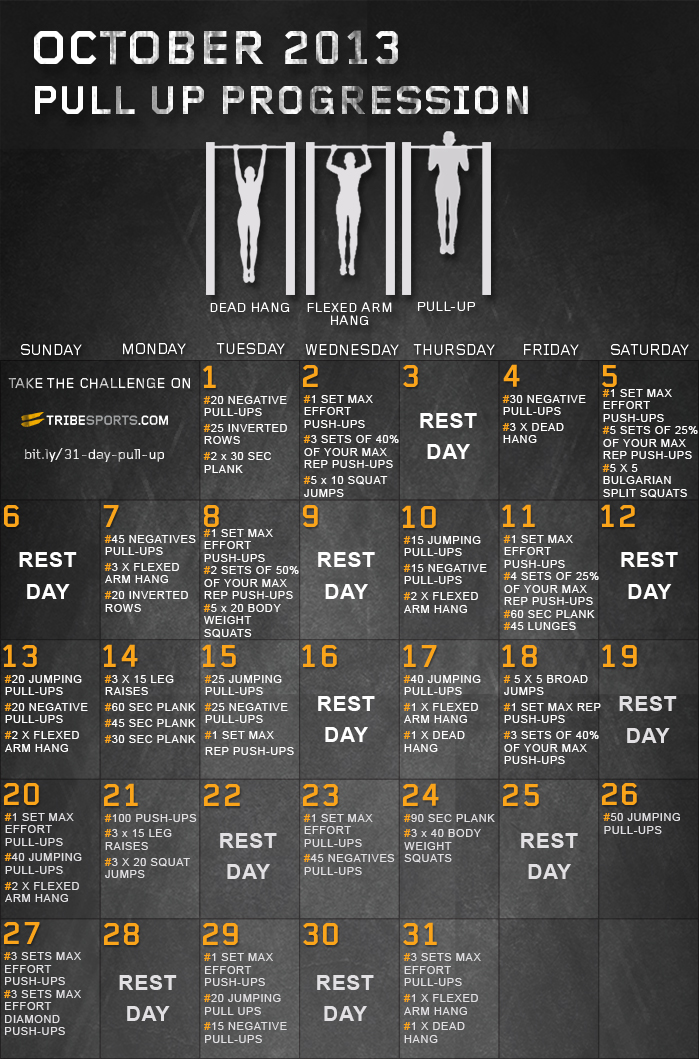 OCTOBER 2013
PULL UP PROGRESSION
DEAD HANG
FLEXED ARM
HANG
PULL-UP
SUNDAY
MONDAY
TUESDAY
WEDNESDAY
THURSDAY
FRIDAY
SATURDAY
TAKE THE CHALLENGE ON
TRIBESPORTS.COM
bit.iy/31-day-pull-up
1
#20 NEGATIVE
PULL-UPS
#25 INVERTED
ROWS
#2 x 30 SEC
PLANK
2
#1 SET MAX
EFFORT
PUSH-UPS
#3 SETS OF 40%
OF YOUR MAX
REP PUSH-UPS
#5 x 10 SQUAT
JUMPS
3
REST
DAY
4
#30 NEGATIVE
PULL-UPS
#3 X DEAD
HANG
5
#1 SET MAX
EFFORT
PUSH-UPS
#5 SETS OF 25%
OF YOUR MAX
REP PUSH-UPS
#5 X 5
BULGARIAN
SPLIT SQUATS
6
REST
DAY
7
#45 NEGATIVES
PULL-UPS
#3 X FLEXED
ARM HANG
#20 INVERTED
ROWS
8
#1 SET MAX
EFFORT
PUSH-UPS
#2 SETS OF 50%
OF YOUR MAX
REP PUSH-UPS
#5 x 20 BODY
WEIGHT
SQUATS
9
REST
DAY
10
#15 JUMPING
PULL-UPS
#15 NEGATIVE
PULL-UPS
#2 X FLEXED
ARM HANG
11
#1 SET MAX
EFFORT
PUSH-UPS
#4 SETS OF 25%
OF YOUR MAX
REP PUSH-UPS
#60 SEC PLANK
#45 LUNGES
12
REST
DAY
13
#20 JUMPING
PULL-UPS
#20 NEGATIVE
PULL-UPS
#2 X FLEXED
ARM HANG
14
#3 X 15 LEG
RAISES
#60 SEC PLANK
#45 SEC PLANK
#30 SEC PLANK
15
#25 JUMPING
PULL-UPS
#25 NEGATIVE
PULL-UPS
#1 SET MAX
REP PUSH-UPS
16
REST
DAY
17
#40 JUMPING
PULL-UPS
#1 X FLEXED
ARM HANG
#1 X DEAD
HANG
18
# 5 X 5 BROAD
JUMPS
#1 SET MAX REP
PUSH-UPS
#3 SETS OF 40%
OF YOUR MAX
PUSH-UPS
19
REST
DAY
20
#1 SET MAX
EFFORT
PULL-UPS
#40 JUMPING
PULL-UPS
#2 X FLEXED
ARM HANG
21
#100 PUSH-UPS
#3 x 15 LEG
RAISES
#3 X 20 SQUAT
JUMPS
22
REST
DAY
23
#1 SET MAX
EFFORT
PULL-UPS
#45 NEGATIVES
PULL-UPS
24
#90 SEC PLANK
#3 x 40 BODY
WEIGHT
SQUATS
25
REST
DAY
26
#50 JUMPING
PULL-UPS
27
#3 SETS MAX
EFFORT
PUSH-UPS
#3 SETS MAX
EFFORT
DIAMOND
PUSH-UPS
28
REST
DAY
29
#1 SET MAX
EFFORT
PUSH-UPS
#20 JUMPING
PULL UPS
#15 NEGATIVE
PULL-UPS
30
REST
DAY
31
#3 SETS MAX
EFFORT
PULL-UPS
#1 X FLEXED
ARM HANG
#1 X DEAD
HANG